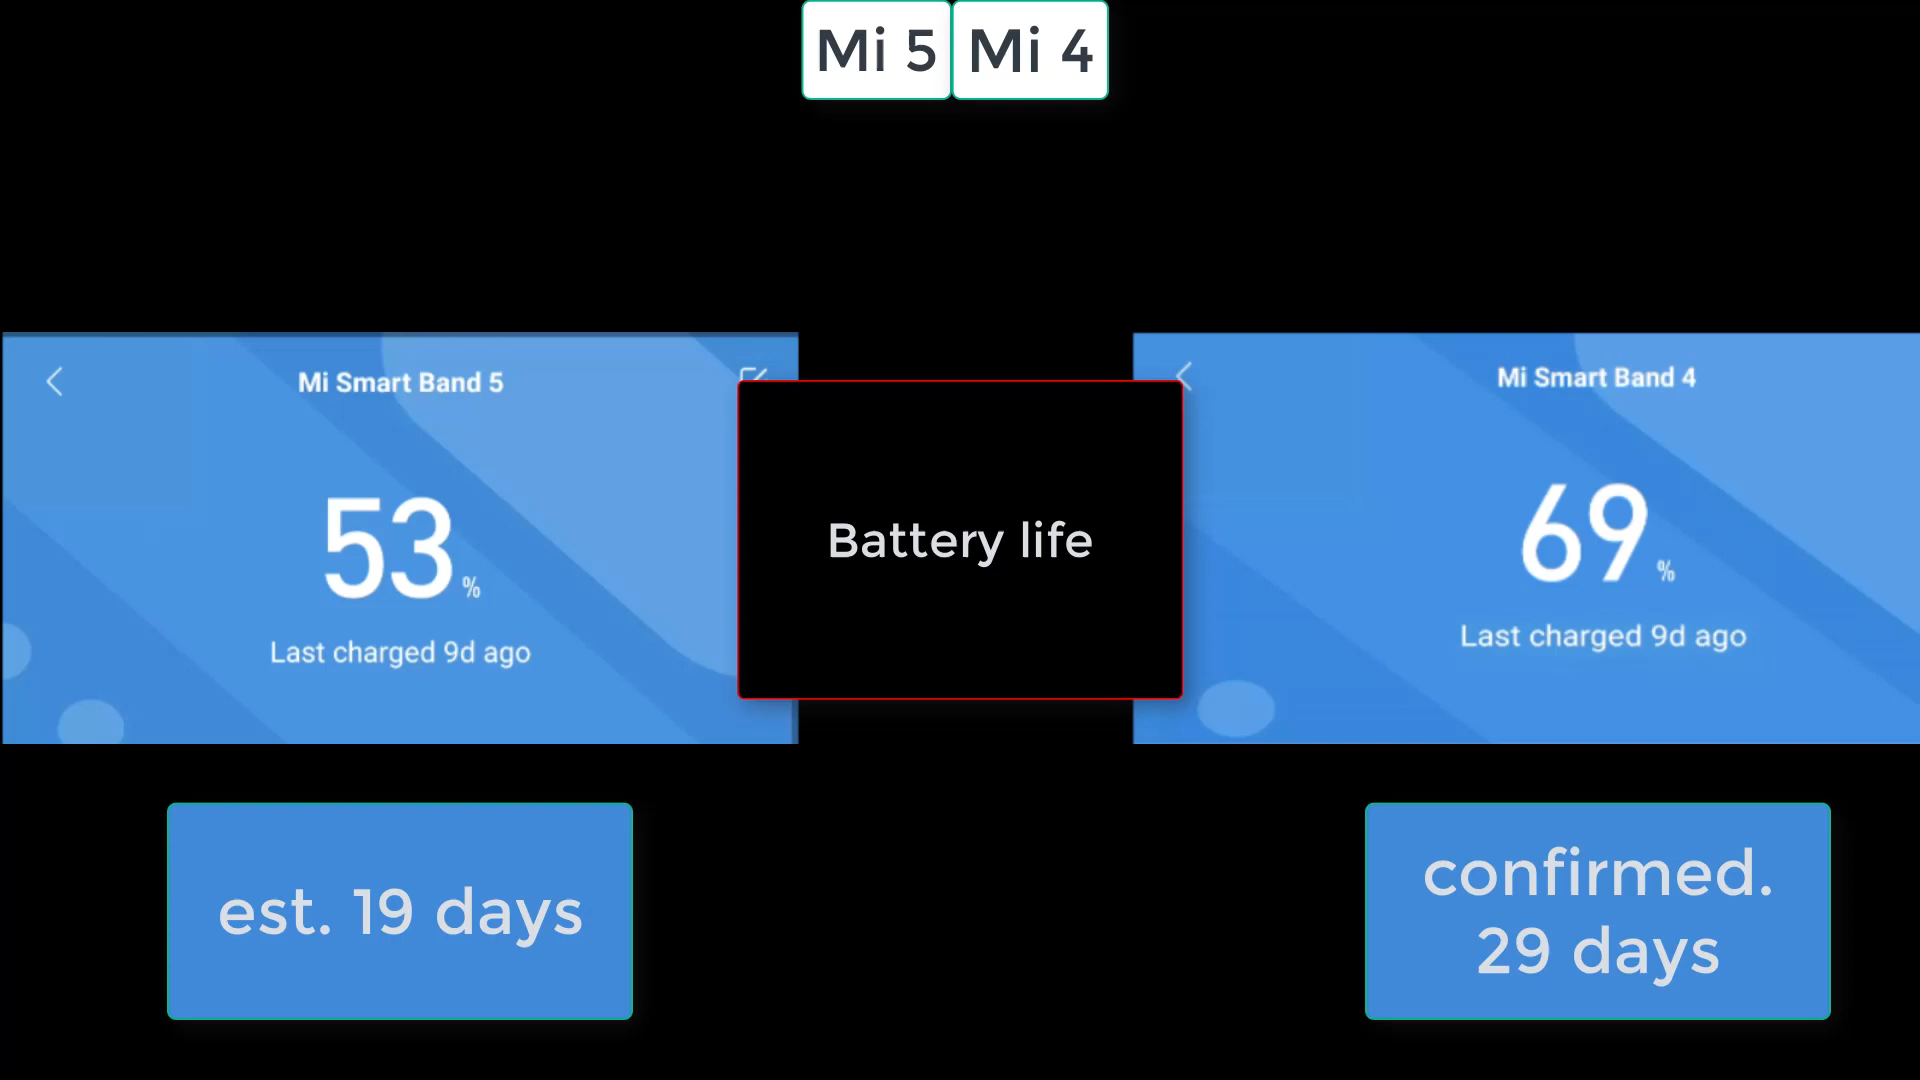 Mi 5 Mi 4
Mi Smart Band 5
53 %
Last charged 9d ago
Battery life
Mi Smart Band 4
69 %
Last charged 9d ago
est. 19 days
confirmed.
29 days